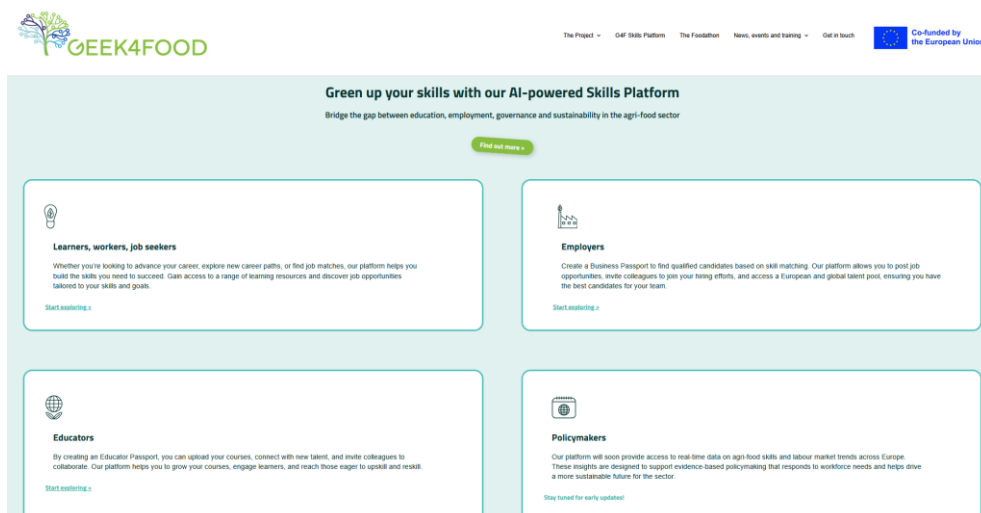 GEEK4FOOD
The Project
G4F Skills Platform
The Foodathon
News, events and training
Get in touch
Co-funded by
the European Union
Green up your skills with our AI-powered Skills Platform
Bridge the gap between education, employment, governance and sustainability in the agri-food sector
Find out more »
Learners, workers, job seekers
Whether you're looking to advance your career, explore new career paths, or find job matches, our platform helps you
build the skills you need to succeed. Gain access to a range of learning resources and discover job opportunities
tailored to your skills and goals.
Start exploring »
Employers
Create a Business Passport to find qualified candidates based on skill matching. Our platform allows you to post job
opportunities, invite colleagues to join your hiring efforts, and access a European and global talent pool, ensuring you have
the best candidates for your team.
Start exploring »
Educators
By creating an Educator Passport, you can upload your courses, connect with new talent, and invite colleagues to
collaborate. Our platform helps you to grow your courses, engage learners, and reach those eager to upskill and reskill.
Start exploring »
Policymakers
Our platform will soon provide access to real-time data on agri-food skills and labour market trends across Europe.
These insights are designed to support evidence-based policymaking that responds to workforce needs and helps drive
a more sustainable future for the sector.
Stay tuned for early updates!